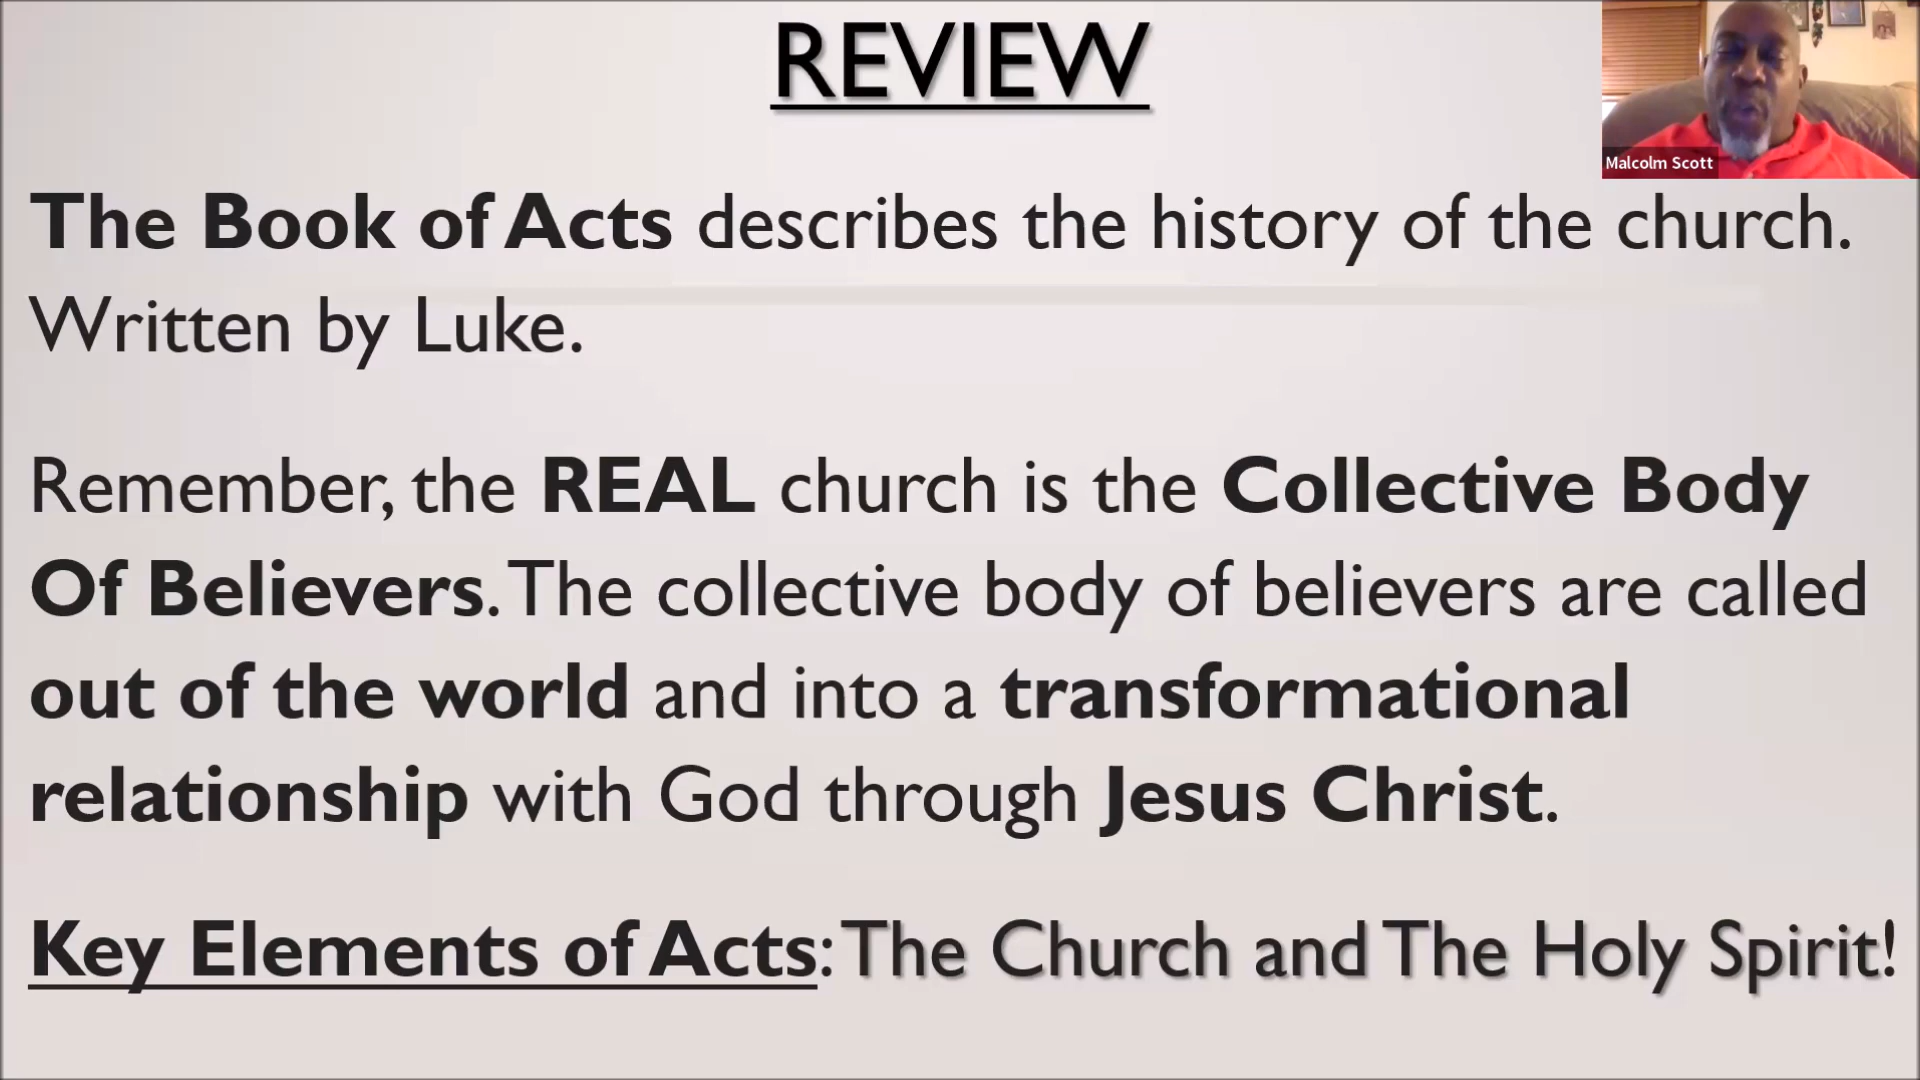 REVIEW
Malcolm Scott
The Book of Acts describes the history of the church.
Written by Luke.
Remember, the REAL church is the Collective Body
Of Believers. The collective body of believers are called
out of the world and into a transformational
relationship with God through Jesus Christ.
Key Elements of Acts: The Church and The Holy Spirit!